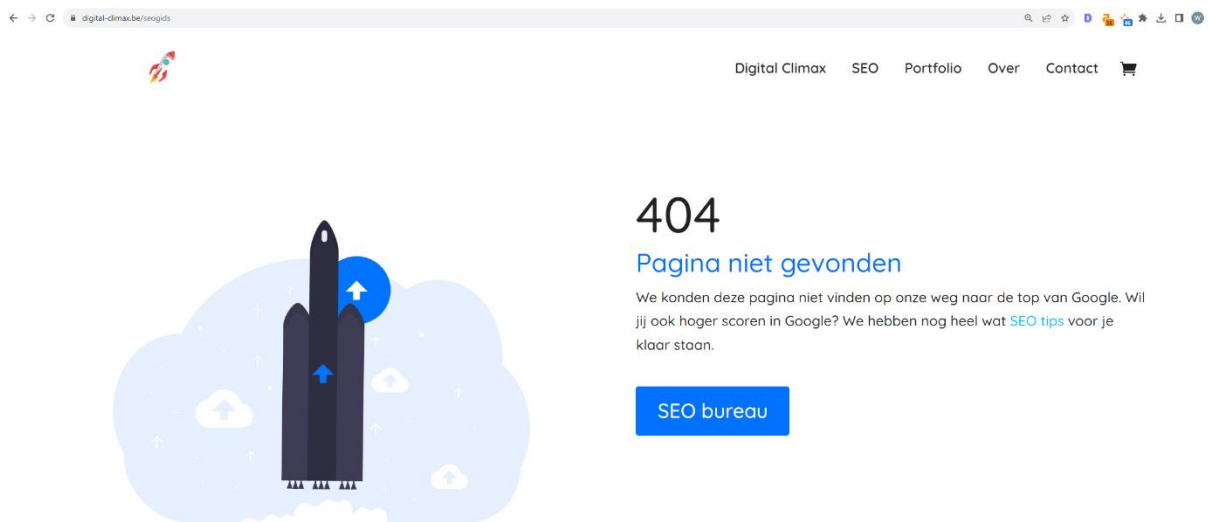 digital-climax.be/seogids
Digital Climax SEO Portfolio Over Contact
404
Pagina niet gevonden
We konden deze pagina niet vinden op onze weg naar de top van Google. Wil
jij ook hoger scoren in Google? We hebben nog heel wat SEO tips voor je
klaar staan.
SEO bureau